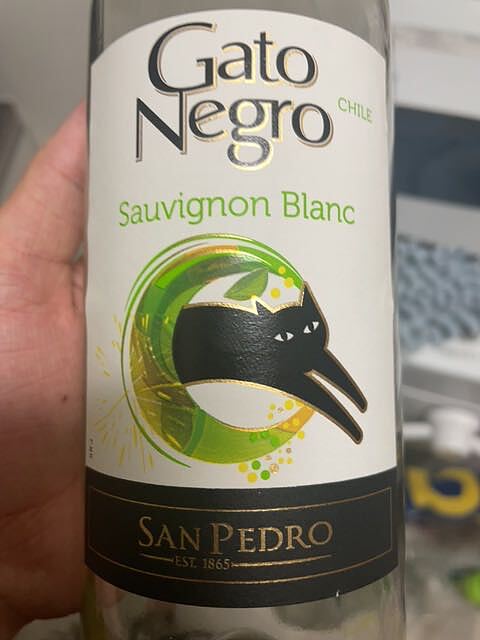 Gato
Negro
CHILE
Sauvignon Blanc
SAN PEDRO
EST. 1865